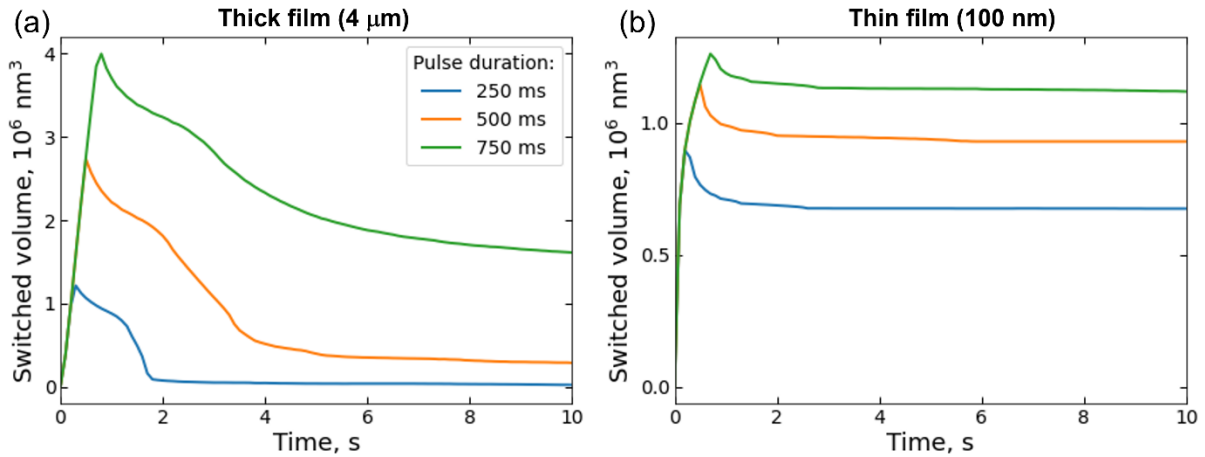 (a)
Thick film (4 μm)
Switched volume, 10⁶ nm³
4
3
2
1
0
Pulse duration:
250 ms
500 ms
750 ms
0
2
4
6
8
10
Time, s
(b)
Thin film (100 nm)
Switched volume, 10⁶ nm³
1.0
0.5
0.0
0
2
4
6
8
10
Time, s